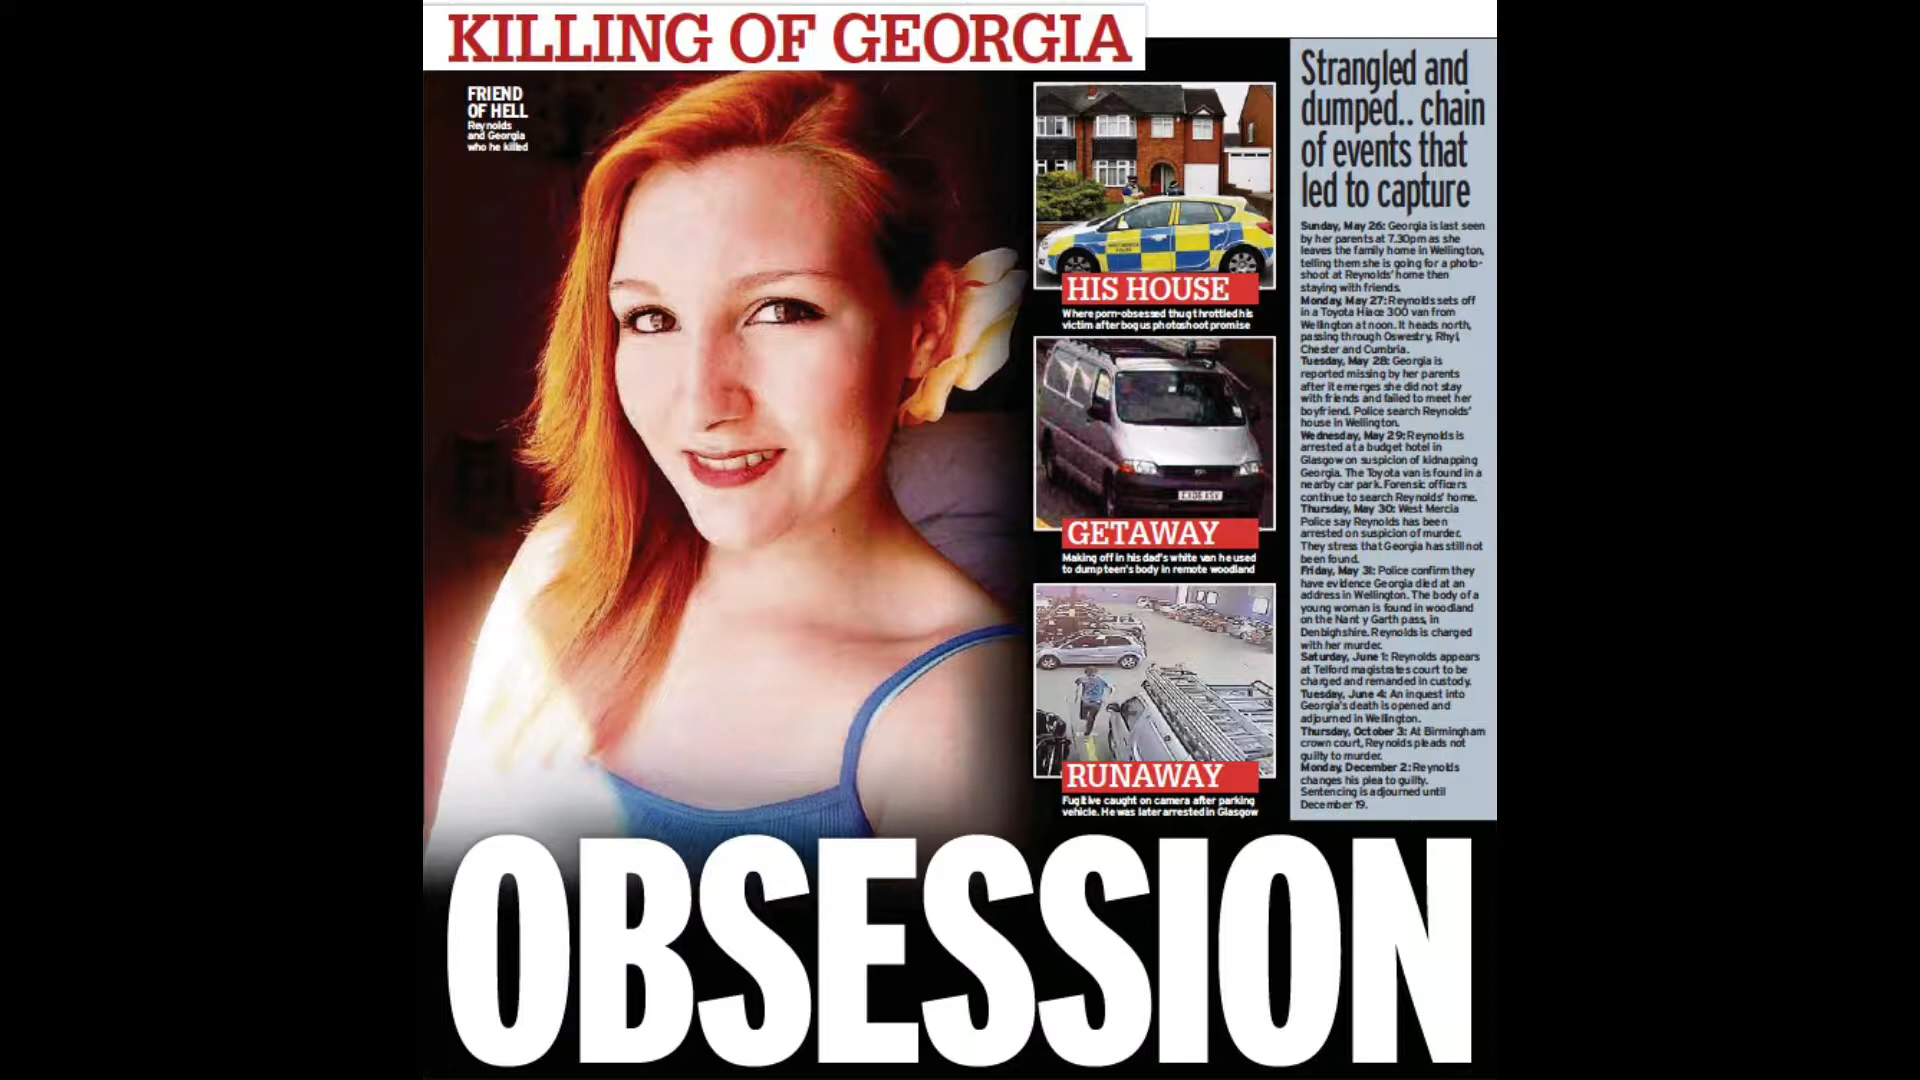 KILLING OF GEORGIA
FRIEND
OF HELL
Reynolds
and Georgia
who he killed
HIS HOUSE
Where porn-obsessed thug throttled his
victim after bogus photoshoot promise
GETAWAY
Making off in his dad's white van he used
to dump teen's body in remote woodland
RUNAWAY
Fugitive caught on camera after parking
vehicle. He was later arrested in Glasgow
Strangled and
dumped.. chain
of events that
led to capture
Sunday, May 26: Georgia is last seen
by her parents at 7.30pm as she
leaves the family home in Wellington,
telling them she is going for a photo-
shoot at Reynolds' home then
staying with friends.
Monday, May 27: Reynolds sets off
in a Toyota Hiace 300 van from
Wellington at noon. It heads north,
passing through Oswestry, Rhyl,
Chester and Cumbria.
Tuesday, May 28: Georgia is
reported missing by her parents
after it emerges she did not stay
with friends and failed to meet her
boyfriend. Police search Reynolds'
house in Wellington.
Wednesday, May 29: Reynolds is
arrested at a budget hotel in
Glasgow on suspicion of kidnapping
Georgia. The Toyota van is found in a
nearby car park. Forensic officers
continue to search Reynolds' home.
Thursday, May 30: West Mercia
Police say Reynolds has been
arrested on suspicion of murder.
They stress that Georgia has still not
been found.
Friday, May 31: Police confirm they
have evidence Georgia died at an
address in Wellington. The body of a
young woman is found in woodland
on the Nant y Garth pass, in
Denbighshire. Reynolds is charged
with her murder.
Saturday, June 1: Reynolds appears
at Telford magistrates court to be
charged and remanded in custody.
Tuesday, June 4: An inquest into
Georgia's death is opened and
adjourned in Wellington.
Thursday, October 3: At Birmingham
crown court, Reynolds pleads not
guilty to murder.
Monday, December 2: Reynolds
changes his plea to guilty.
Sentencing is adjourned until
December 19.
OBSESSION